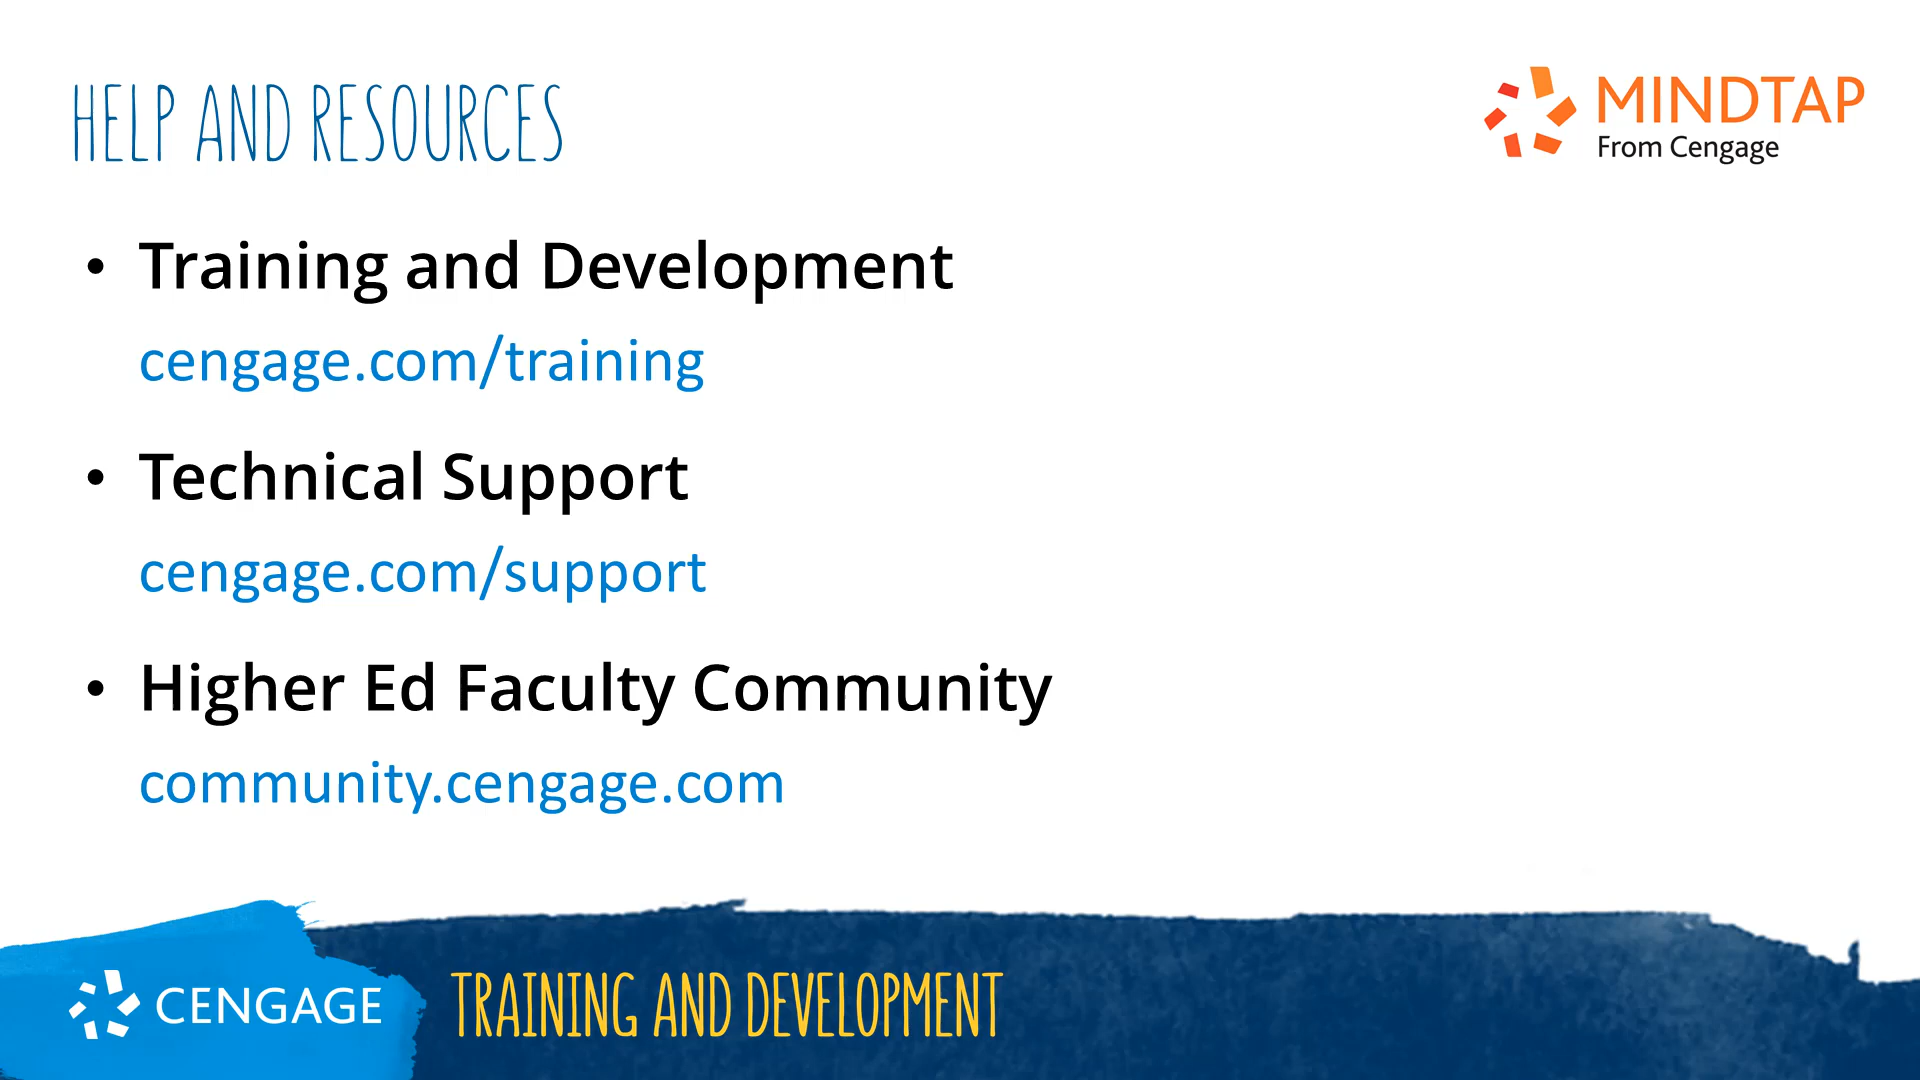 HELP AND RESOURCES
MINDTAP
From Cengage
• Training and Development
cengage.com/training
• Technical Support
cengage.com/support
• Higher Ed Faculty Community
community.cengage.com
CENGAGE
TRAINING AND DEVELOPMENT